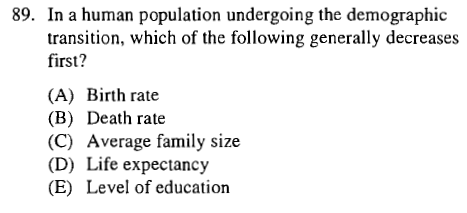 89. In a human population undergoing the demographic
transition, which of the following generally decreases
first?
(A) Birth rate
(B) Death rate
(C) Average family size
(D) Life expectancy
(E) Level of education